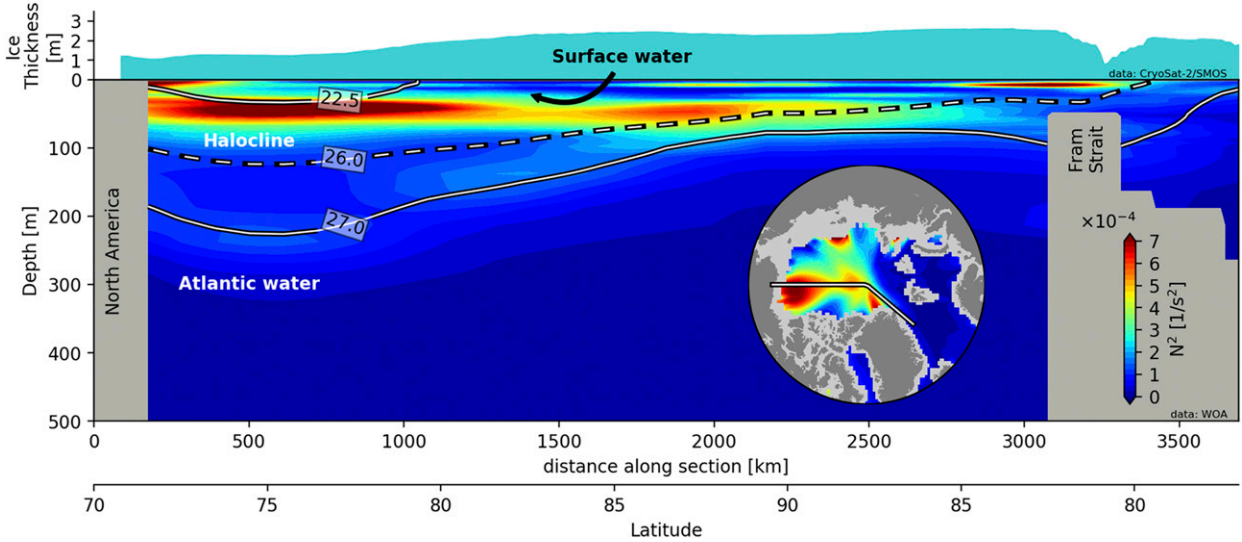 Ice
Thickness
[m]
3
2
1
0
Surface water
data: CryoSat-2/SMOS
22.5
Halocline
26.0
27.0
Atlantic water
North America
Fram
Strait
Depth [m]
100
200
300
400
500
×10⁻⁴
7
6
5
4
3
2
1
0
N² [1/s²]
data: WOA
0 500 1000 1500 2000 2500 3000 3500
distance along section [km]
70 75 80 85 90 85 80
Latitude